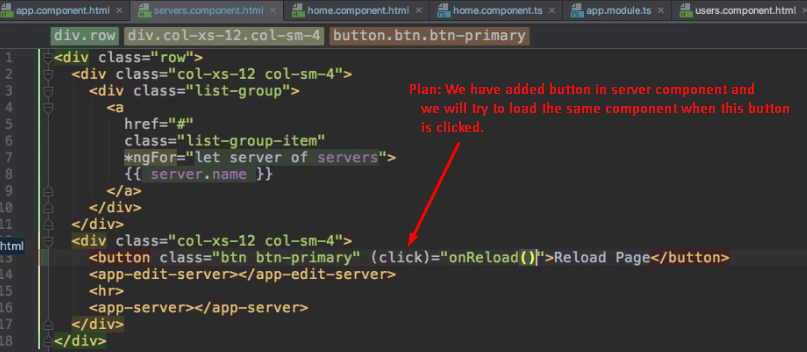 app.component.html × servers.component.html × home.component.html × home.component.ts × app.module.ts × users.component.html
div.row div.col-xs-12.col-sm-4 button.btn.btn-primary
1 <div class="row">
2 <div class="col-xs-12 col-sm-4">
3 <div class="list-group">
4 <a
5 href="#"
6 class="list-group-item"
7 *ngFor="let server of servers">
8 {{ server.name }}
9 </a>
10 </div>
11 </div>
<div class="col-xs-12 col-sm-4">
html
13 <button class="btn btn-primary" (click)="onReload()">Reload Page</button>
14 <app-edit-server></app-edit-server>
15 <hr>
16 <app-server></app-server>
17 </div>
18 </div>
Plan: We have added button in server component and
we will try to load the same component when this button
is clicked.